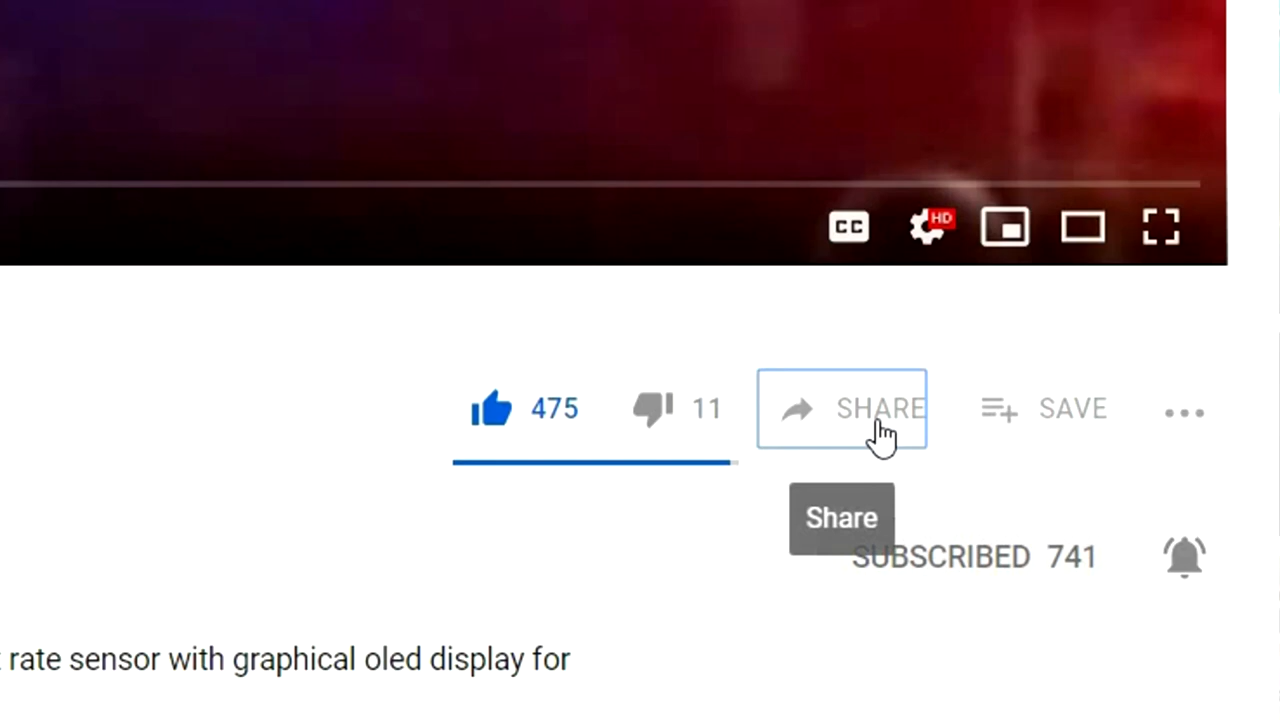 CC HD
475 11 SHARE SAVE
Share
SUBSCRIBED 741
rate sensor with graphical oled display for